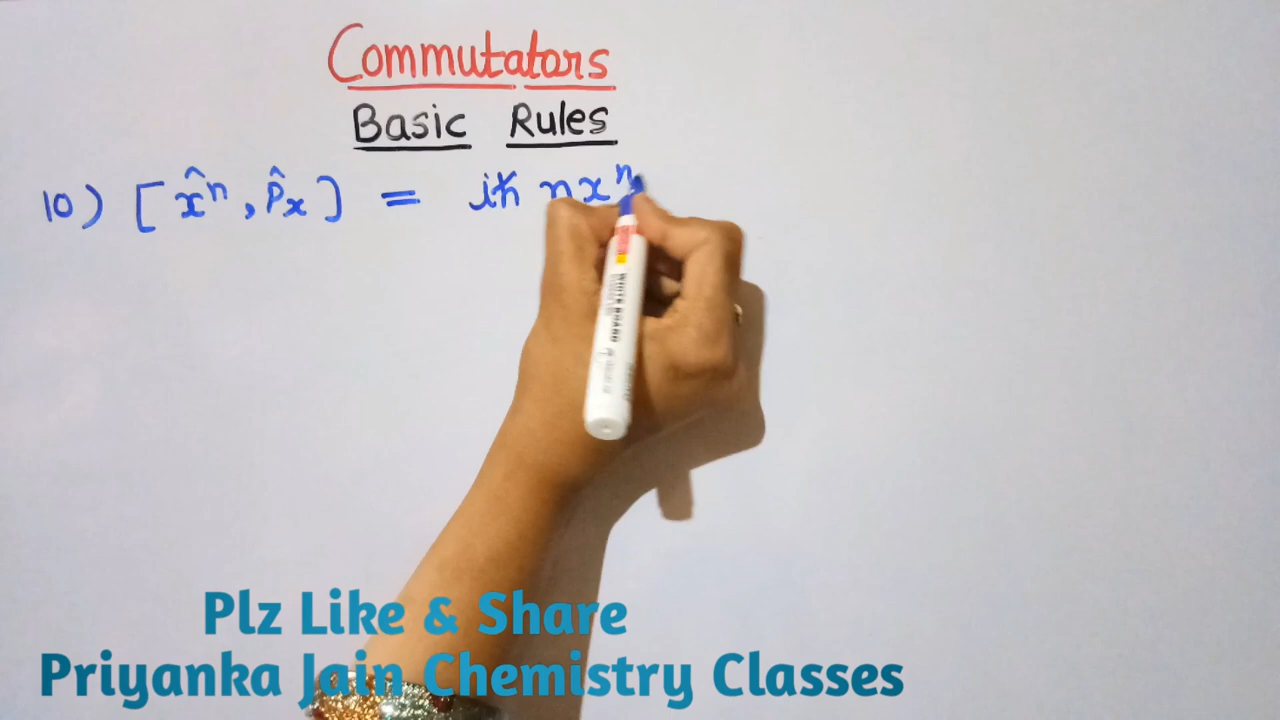 Commutators
Basic Rules
10) [x̂ⁿ, p̂ₓ] = iħ nxⁿ
Plz Like & Share
Priyanka Jain Chemistry Classes